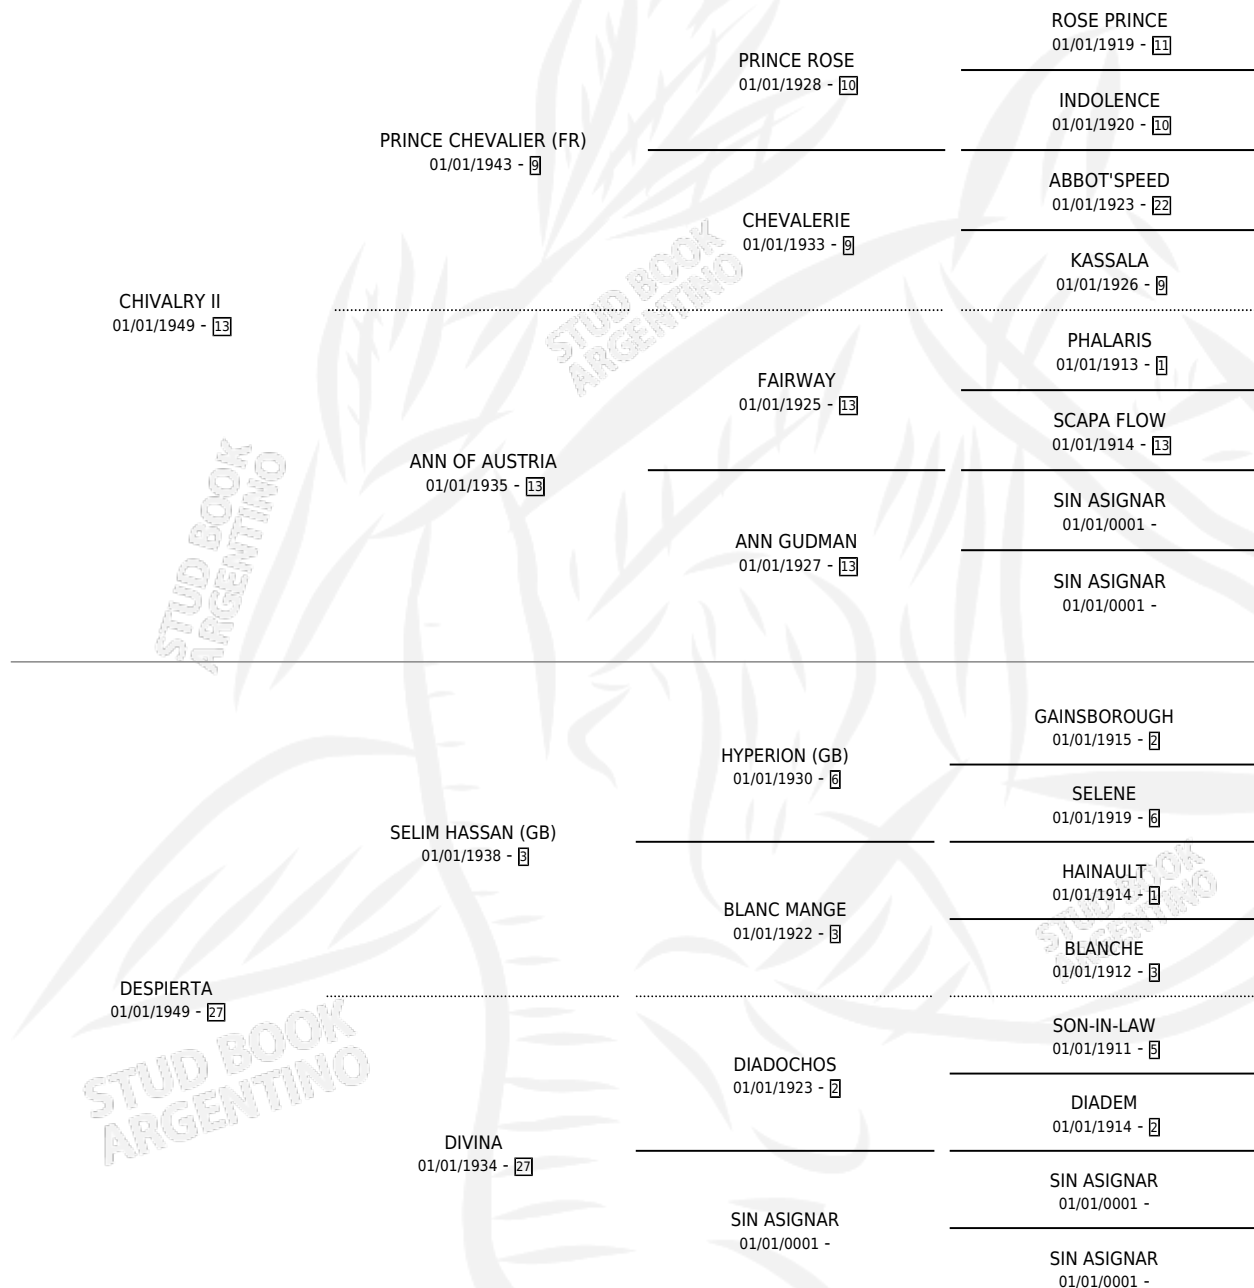 ROSE PRINCE
01/01/1919 - 11
PRINCE ROSE
01/01/1928 - 10
INDOLENCE
01/01/1920 - 10
PRINCE CHEVALIER (FR)
01/01/1943 - 9
ABBOT'SPEED
01/01/1923 - 22
CHEVALERIE
01/01/1933 - 9
KASSALA
01/01/1926 - 9
CHIVALRY II
01/01/1949 - 13
PHALARIS
01/01/1913 - 1
FAIRWAY
01/01/1925 - 13
SCAPA FLOW
01/01/1914 - 13
ANN OF AUSTRIA
01/01/1935 - 13
SIN ASIGNAR
01/01/0001 -
ANN GUDMAN
01/01/1927 - 13
SIN ASIGNAR
01/01/0001 -
GAINSBOROUGH
01/01/1915 - 2
HYPERION (GB)
01/01/1930 - 6
SELENE
01/01/1919 - 6
SELIM HASSAN (GB)
01/01/1938 - 3
HAINAULT
01/01/1914 - 1
BLANC MANGE
01/01/1922 - 3
BLANCHE
01/01/1912 - 3
DESPIERTA
01/01/1949 - 27
SON-IN-LAW
01/01/1911 - 5
DIADOCHOS
01/01/1923 - 2
DIADEM
01/01/1914 - 2
DIVINA
01/01/1934 - 27
SIN ASIGNAR
01/01/0001 -
SIN ASIGNAR
01/01/0001 -
SIN ASIGNAR
01/01/0001 -
STUD BOOK
ARGENTINO
STUD BOOK
ARGENTINO
STUD BOOK
ARGENTINO
STUD BOOK
ARGENTINO